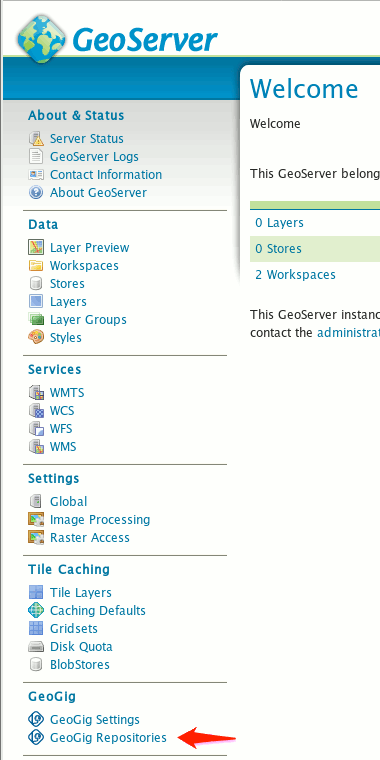 GeoServer
About & Status
Server Status
GeoServer Logs
Contact Information
About GeoServer
Data
Layer Preview
Workspaces
Stores
Layers
Layer Groups
Styles
Services
WMTS
WCS
WFS
WMS
Settings
Global
Image Processing
Raster Access
Tile Caching
Tile Layers
Caching Defaults
Gridsets
Disk Quota
BlobStores
GeoGig
GeoGig Settings
GeoGig Repositories
Welcome
Welcome
This GeoServer belong
0 Layers
0 Stores
2 Workspaces
This GeoServer instanc
contact the administrat